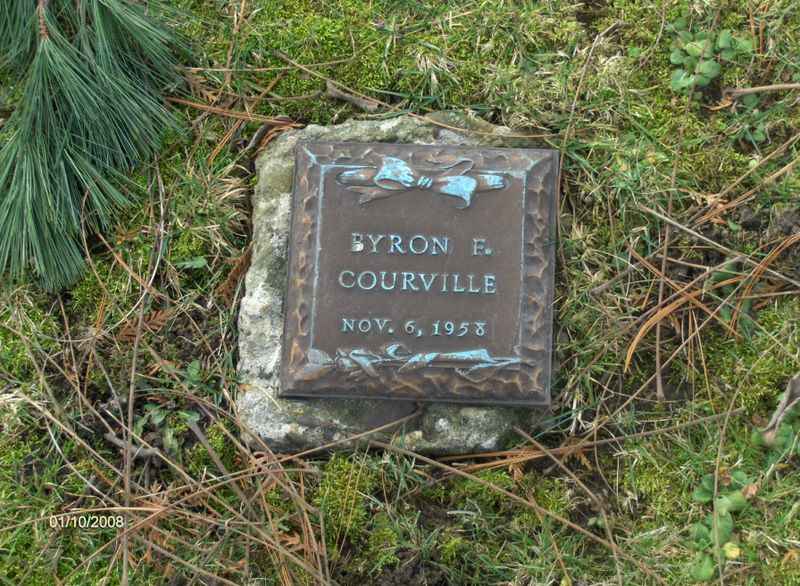 BYRON F.
COURVILLE
NOV. 6, 1958
01/10/2008